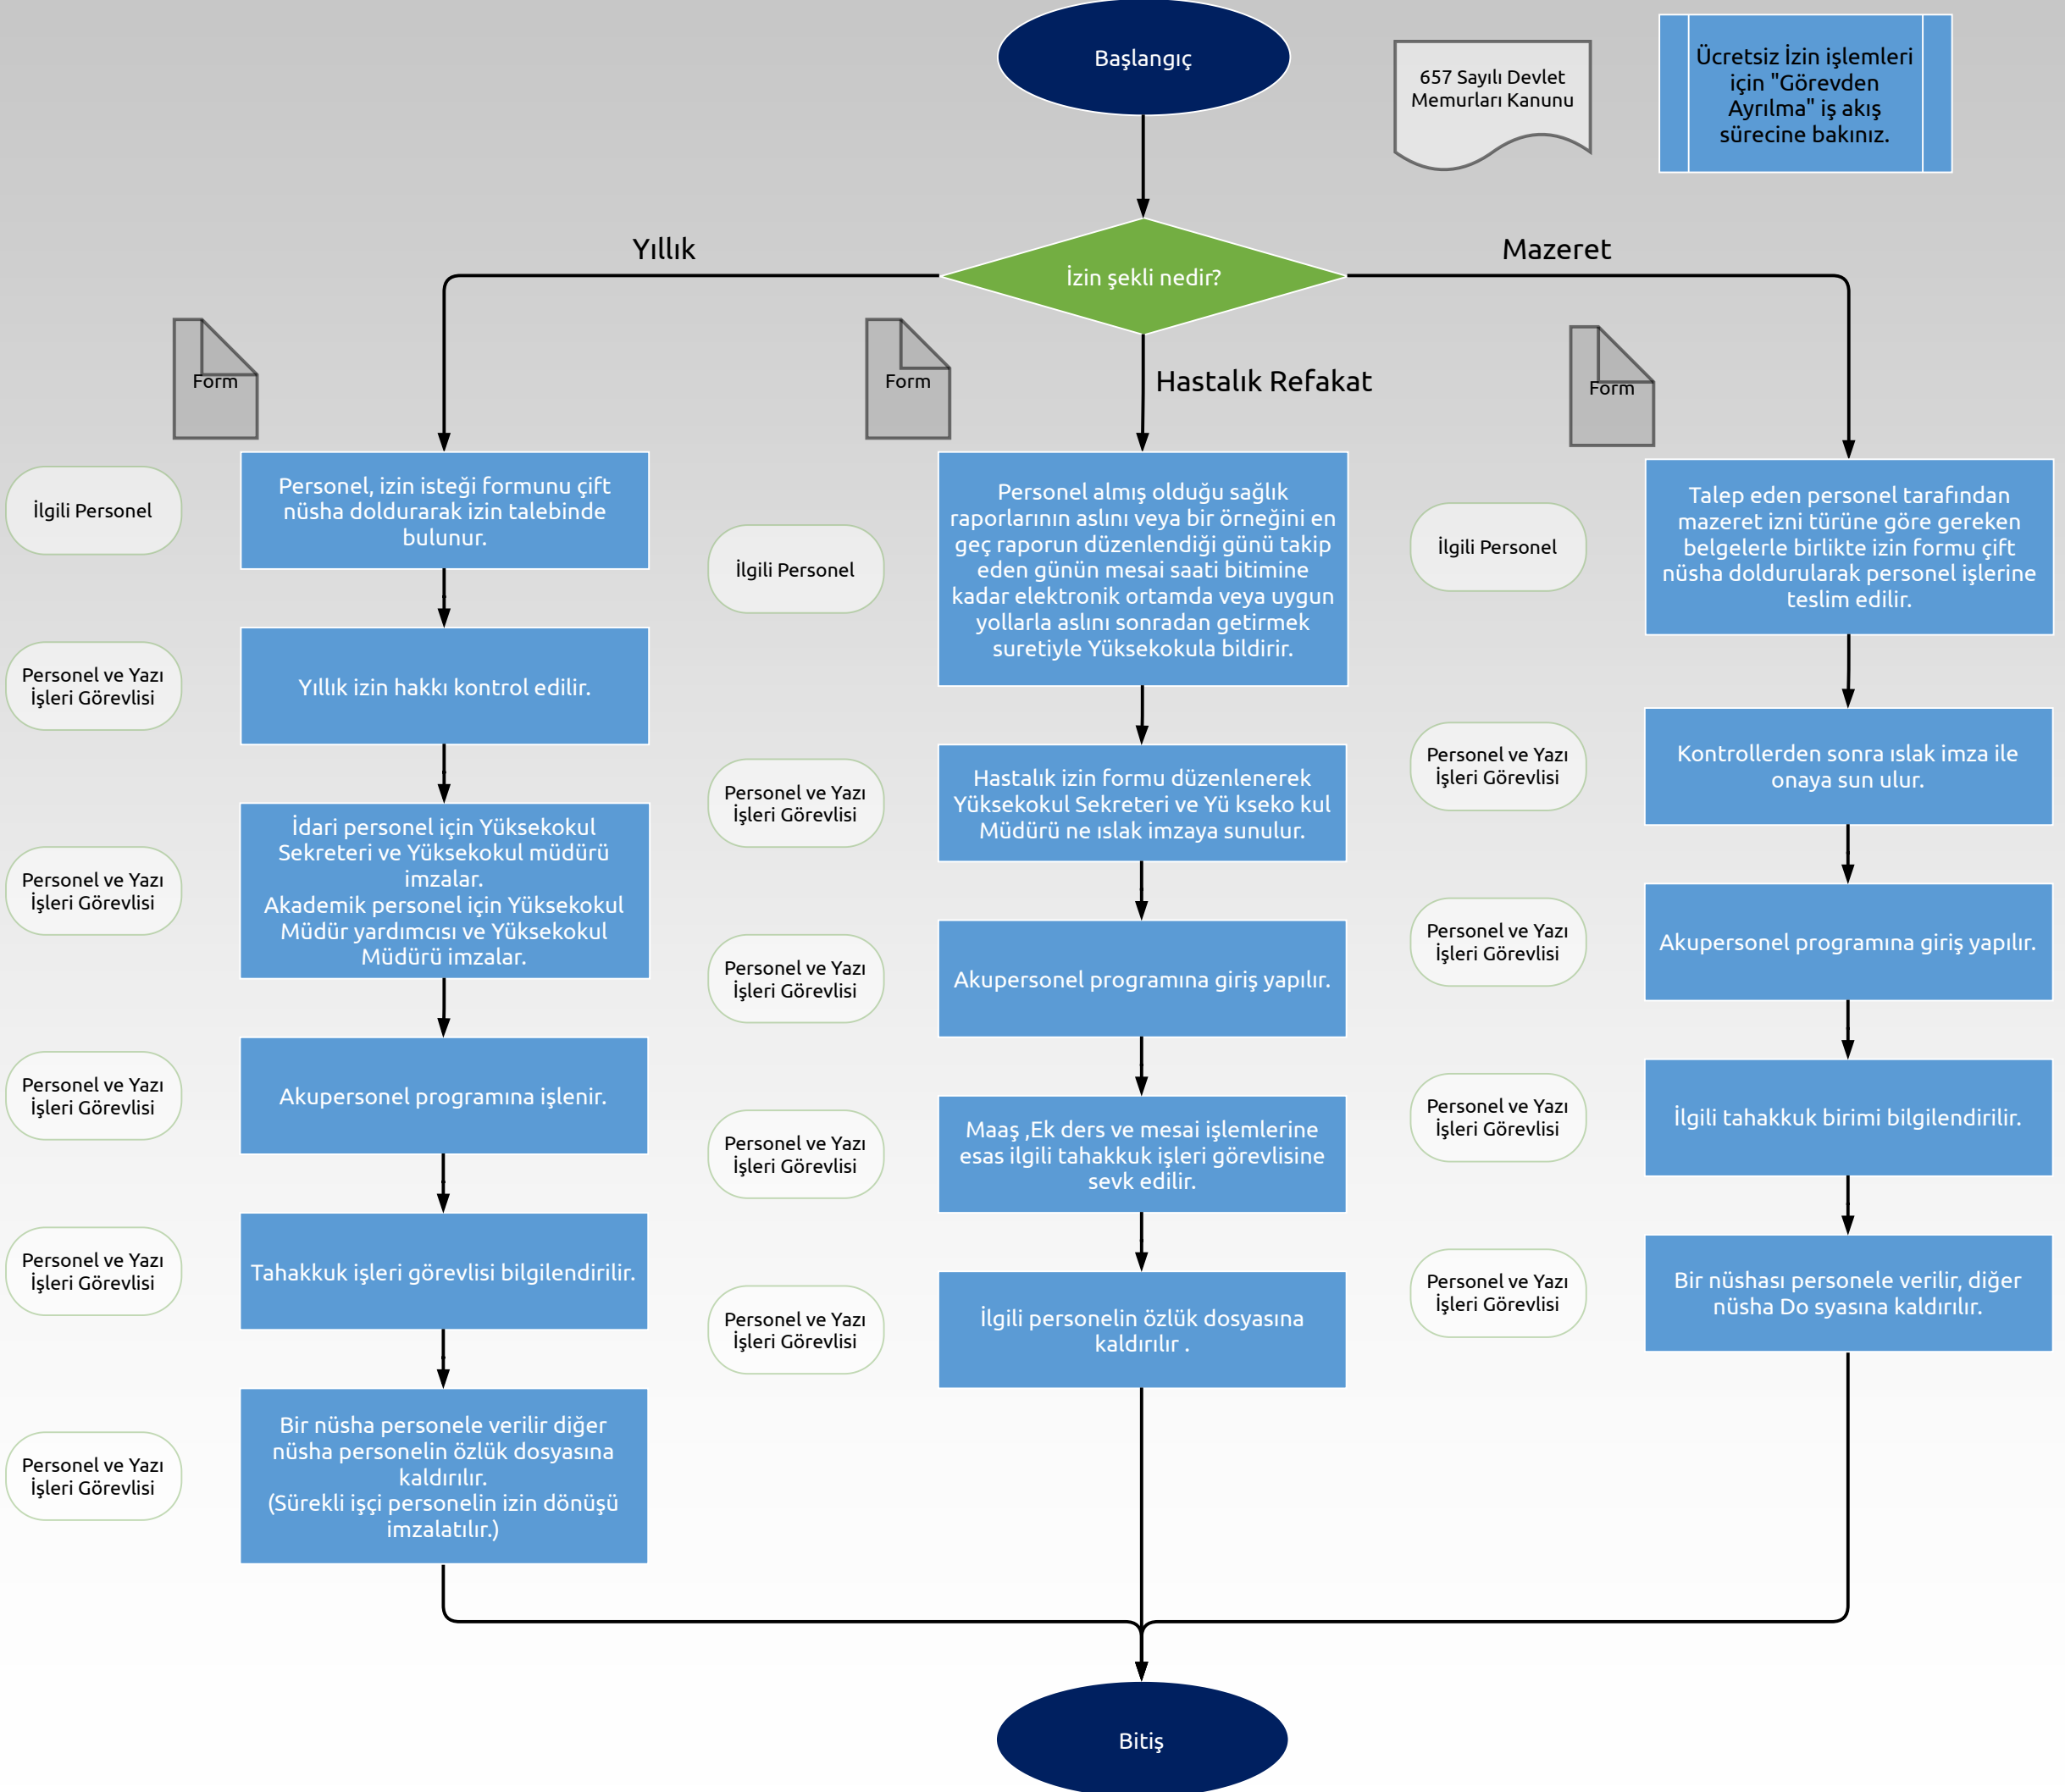 Başlangıç
657 Sayılı Devlet
Memurları Kanunu
Ücretsiz İzin işlemleri
için "Görevden
Ayrılma" iş akış
sürecine bakınız.
İzin şekli nedir?
Yıllık
Hastalık Refakat
Mazeret
Form
İlgili Personel
Personel, izin isteği formunu çift
nüsha doldurarak izin talebinde
bulunur.
Personel ve Yazı
İşleri Görevlisi
Yıllık izin hakkı kontrol edilir.
Personel ve Yazı
İşleri Görevlisi
İdari personel için Yüksekokul
Sekreteri ve Yüksekokul müdürü
imzalar.
Akademik personel için Yüksekokul
Müdür yardımcısı ve Yüksekokul
Müdürü imzalar.
Personel ve Yazı
İşleri Görevlisi
Akupersonel programına işlenir.
Personel ve Yazı
İşleri Görevlisi
Tahakkuk işleri görevlisi bilgilendirilir.
Personel ve Yazı
İşleri Görevlisi
Bir nüsha personele verilir diğer
nüsha personelin özlük dosyasına
kaldırılır.
(Sürekli işçi personelin izin dönüşü
imzalatılır.)
Form
İlgili Personel
Personel almış olduğu sağlık
raporlarının aslını veya bir örneğini en
geç raporun düzenlendiği günü takip
eden günün mesai saati bitimine
kadar elektronik ortamda veya uygun
yollarla aslını sonradan getirmek
suretiyle Yüksekokula bildirir.
Personel ve Yazı
İşleri Görevlisi
Hastalık izin formu düzenlenerek
Yüksekokul Sekreteri ve Yü kseko kul
Müdürü ne ıslak imzaya sunulur.
Personel ve Yazı
İşleri Görevlisi
Akupersonel programına giriş yapılır.
Personel ve Yazı
İşleri Görevlisi
Maaş ,Ek ders ve mesai işlemlerine
esas ilgili tahakkuk işleri görevlisine
sevk edilir.
Personel ve Yazı
İşleri Görevlisi
İlgili personelin özlük dosyasına
kaldırılır .
Form
İlgili Personel
Talep eden personel tarafından
mazeret izni türüne göre gereken
belgelerle birlikte izin formu çift
nüsha doldurularak personel işlerine
teslim edilir.
Personel ve Yazı
İşleri Görevlisi
Kontrollerden sonra ıslak imza ile
onaya sun ulur.
Personel ve Yazı
İşleri Görevlisi
Akupersonel programına giriş yapılır.
Personel ve Yazı
İşleri Görevlisi
İlgili tahakkuk birimi bilgilendirilir.
Personel ve Yazı
İşleri Görevlisi
Bir nüshası personele verilir, diğer
nüsha Do syasına kaldırılır.
Bitiş